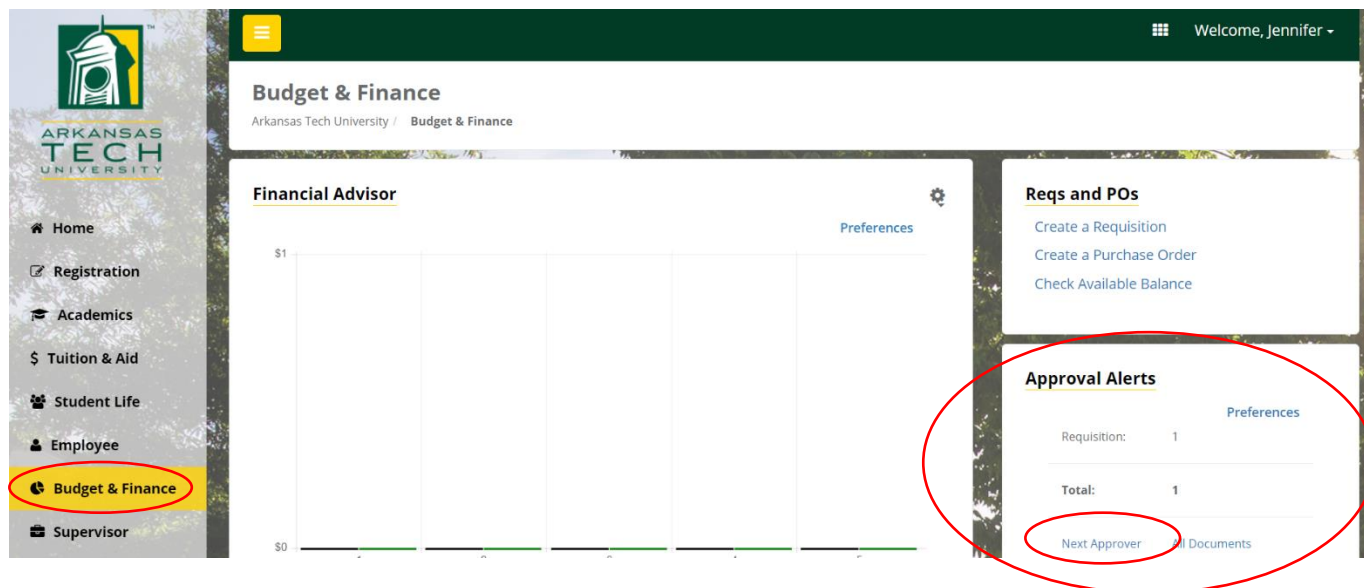 ARKANSAS
TECH
UNIVERSITY
Home
Registration
Academics
$ Tuition & Aid
Student Life
Employee
Budget & Finance
Supervisor
Welcome, Jennifer
Budget & Finance
Arkansas Tech University / Budget & Finance
Financial Advisor
Preferences
$1
$0
Reqs and POs
Create a Requisition
Create a Purchase Order
Check Available Balance
Approval Alerts
Preferences
Requisition: 1
Total: 1
Next Approver All Documents